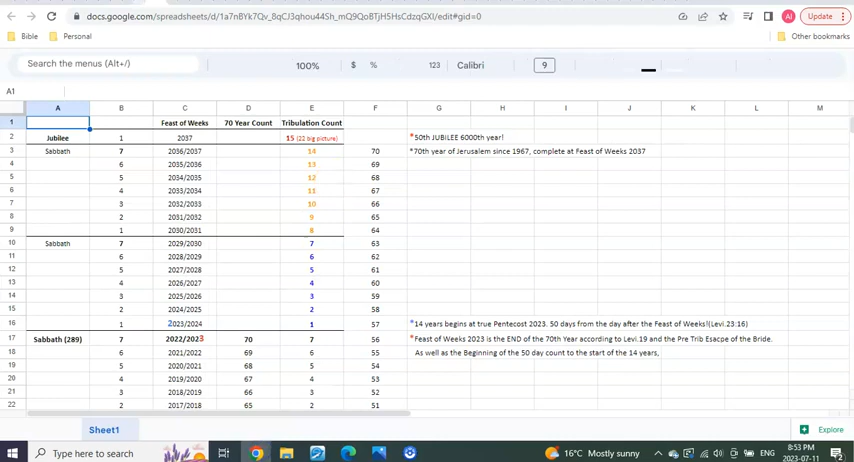 docs.google.com/spreadsheets/d/1a7nBYk7Qv_8qCJ3qhou44Sh_mQ9QoBTjH5HsCdzqGXI/edit#gid=0
AI Update
Bible Personal Other bookmarks
Search the menus (Alt+/) 100% $ % 123 Calibri 9
A1
A B C D E F G H I J K L M
1 Feast of Weeks 70 Year Count Tribulation Count
2 Jubilee 1 2037 15 (22 big picture) *50th JUBILEE 6000th year!
3 Sabbath 7 2036/2037 14 70 *70th year of Jerusalem since 1967, complete at Feast of Weeks 2037
4 6 2035/2036 13 69
5 5 2034/2035 12 68
6 4 2033/2034 11 67
7 3 2032/2033 10 66
8 2 2031/2032 9 65
9 1 2030/2031 8 64
10 Sabbath 7 2029/2030 7 63
11 6 2028/2029 6 62
12 5 2027/2028 5 61
13 4 2026/2027 4 60
14 3 2025/2026 3 59
15 2 2024/2025 2 58
16 1 2023/2024 1 57 *14 years begins at true Pentecost 2023. 50 days from the day after the Feast of Weeks!(Levi.23:16)
17 Sabbath (289) 7 2022/2023 70 7 56 *Feast of Weeks 2023 is the END of the 70th Year according to Levi.19 and the Pre Trib Esacpe of the Bride.
18 6 2021/2022 69 6 55 As well as the Beginning of the 50 day count to the start of the 14 years,
19 5 2020/2021 68 5 54
20 4 2019/2020 67 4 53
21 3 2018/2019 66 3 52
22 2 2017/2018 65 2 51
Sheet1 Explore
Type here to search 16°C Mostly sunny ENG 8:53 PM
2023-07-11 2